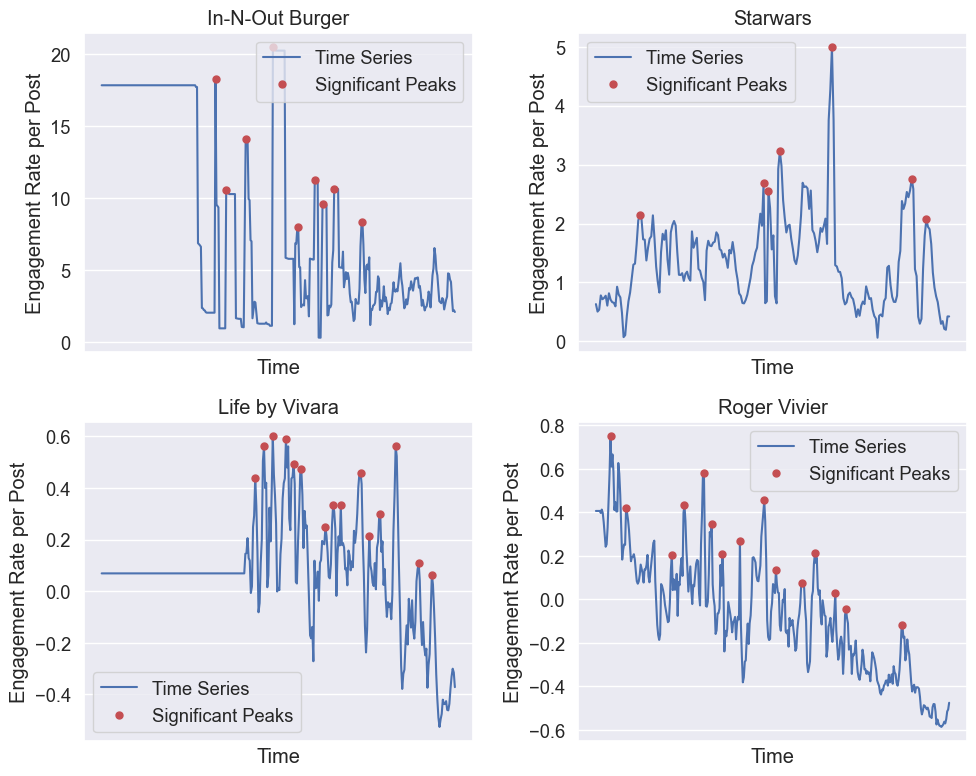 In-N-Out Burger
Engagement Rate per Post
20
15
10
5
0
Time Series
Significant Peaks
Time
Starwars
Engagement Rate per Post
5
4
3
2
1
0
Time Series
Significant Peaks
Time
Life by Vivara
Engagement Rate per Post
0.6
0.4
0.2
0.0
−0.2
−0.4
Time Series
Significant Peaks
Time
Roger Vivier
Engagement Rate per Post
0.8
0.6
0.4
0.2
0.0
−0.2
−0.4
−0.6
Time Series
Significant Peaks
Time